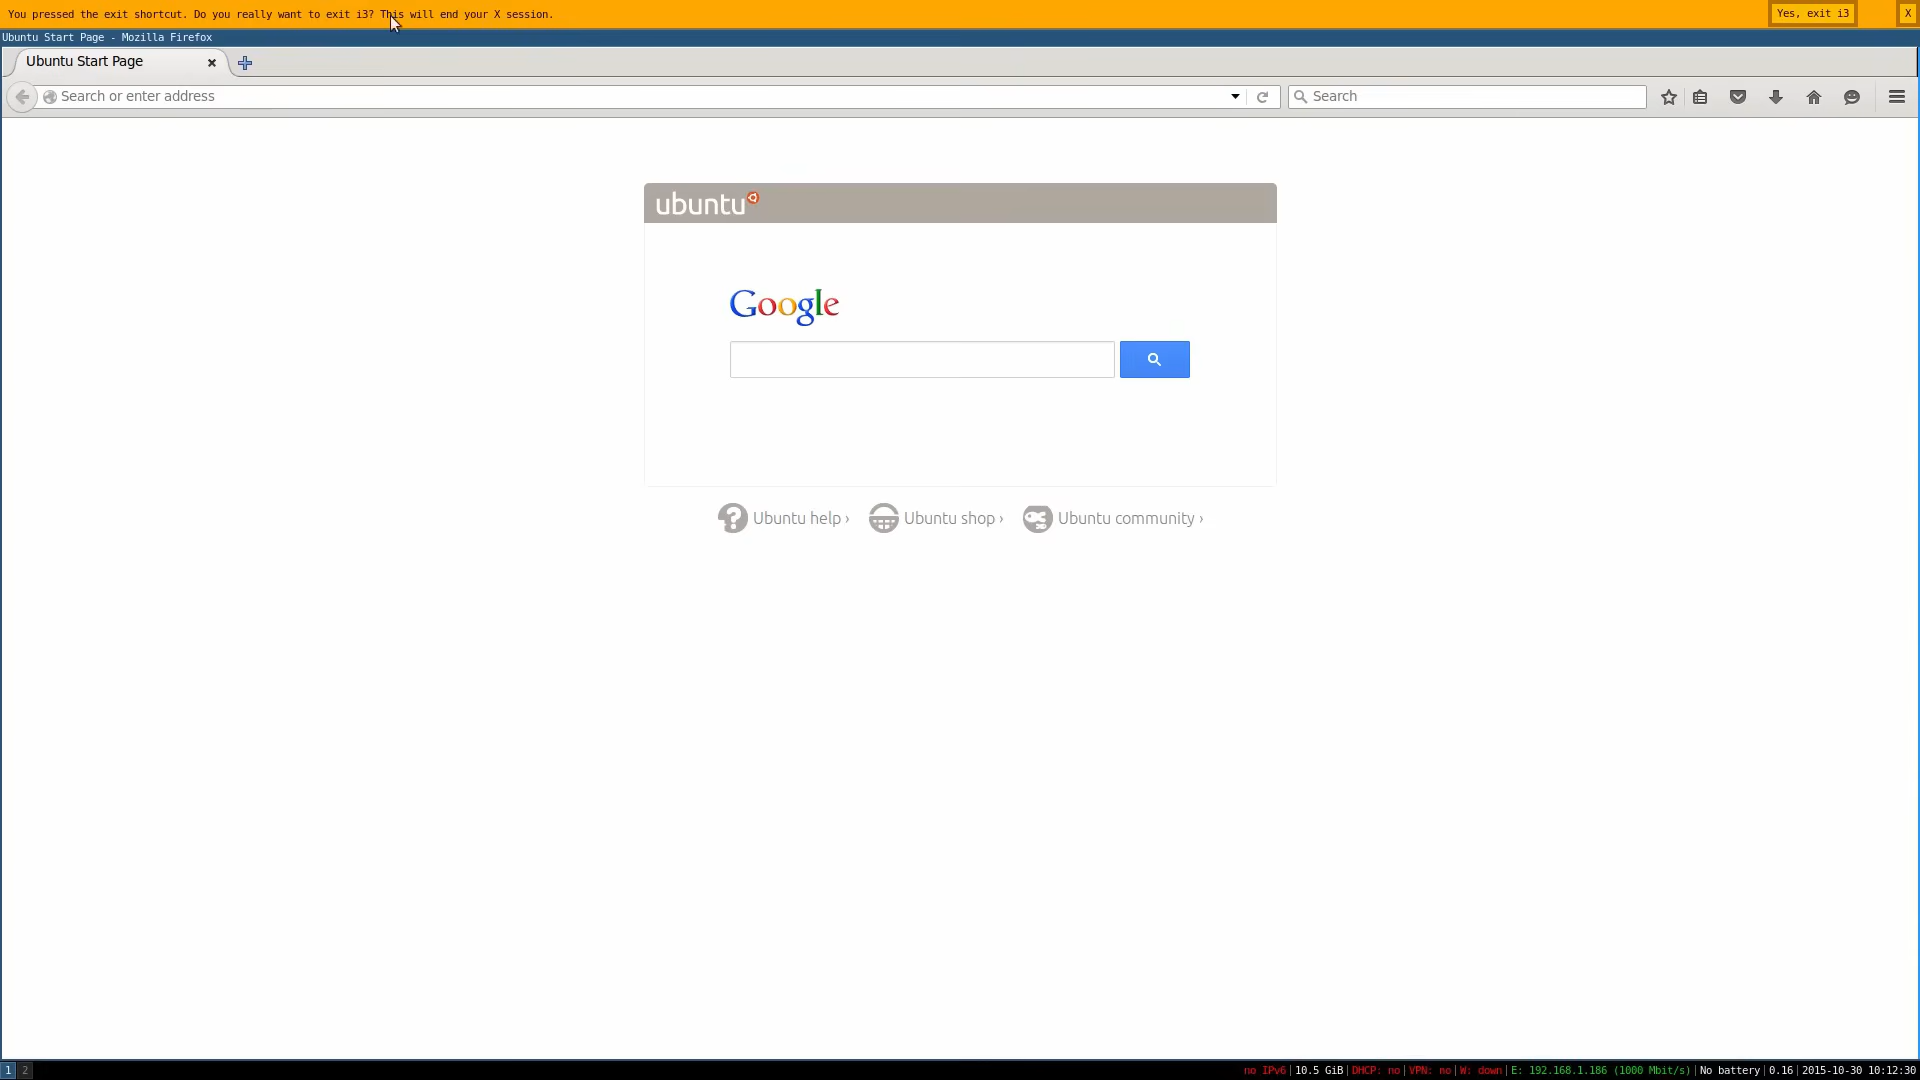 You pressed the exit shortcut. Do you really want to exit i3? This will end your X session.
Yes, exit i3
X
Ubuntu Start Page - Mozilla Firefox
Ubuntu Start Page
Search or enter address
Search
ubuntu
Google
Ubuntu help ›
Ubuntu shop ›
Ubuntu community ›
1 2
no IPv6|10.5 GiB|DHCP: no|VPN: no|W: down|E: 192.168.1.186 (1000 Mbit/s)|No battery|0.16|2015-10-30 10:12:30